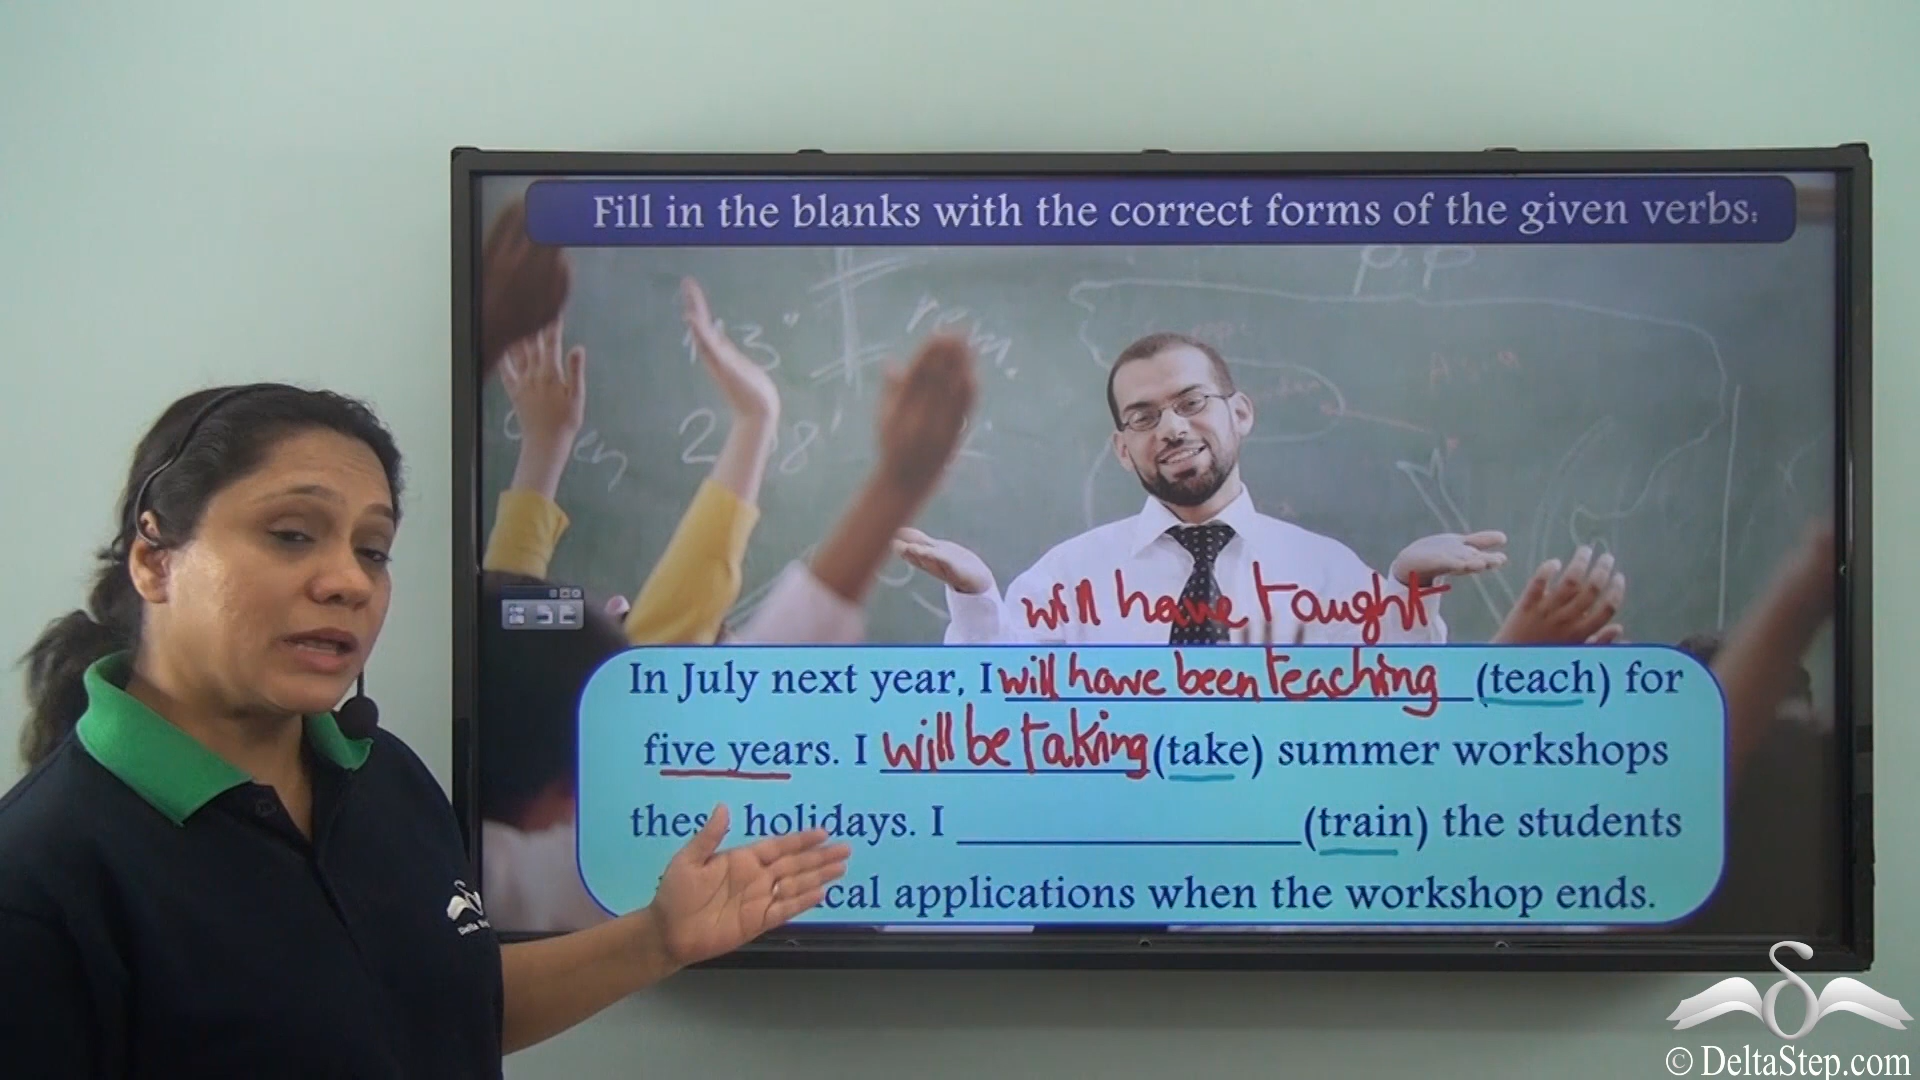 Fill in the blanks with the correct forms of the given verbs:
will have taught
In July next year, I will have been teaching (teach) for
five years. I will be taking (take) summer workshops
these holidays. I ____________ (train) the students
applications when the workshop ends.
© DeltaStep.com